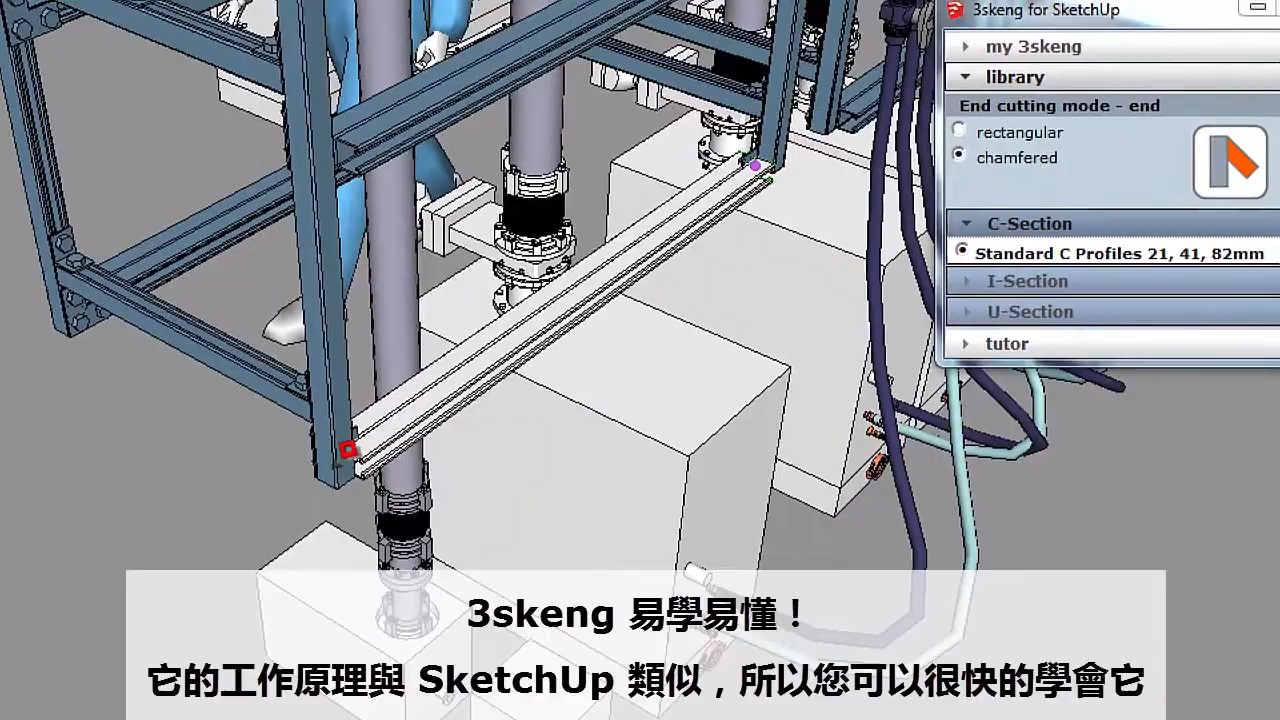 3skeng for SketchUp
my 3skeng
library
End cutting mode - end
rectangular
chamfered
C-Section
Standard C Profiles 21, 41, 82mm
I-Section
U-Section
tutor
3skeng 易學易懂！
它的工作原理與 SketchUp 類似，所以您可以很快的學會它